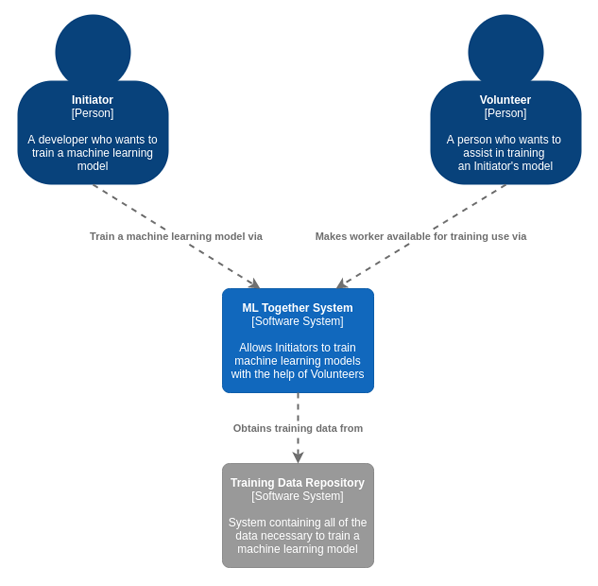 Initiator
[Person]
A developer who wants to
train a machine learning
model
Volunteer
[Person]
A person who wants to
assist in training
an Initiator's model
Train a machine learning model via
Makes worker available for training use via
ML Together System
[Software System]
Allows Initiators to train
machine learning models
with the help of Volunteers
Obtains training data from
Training Data Repository
[Software System]
System containing all of the
data necessary to train a
machine learning model